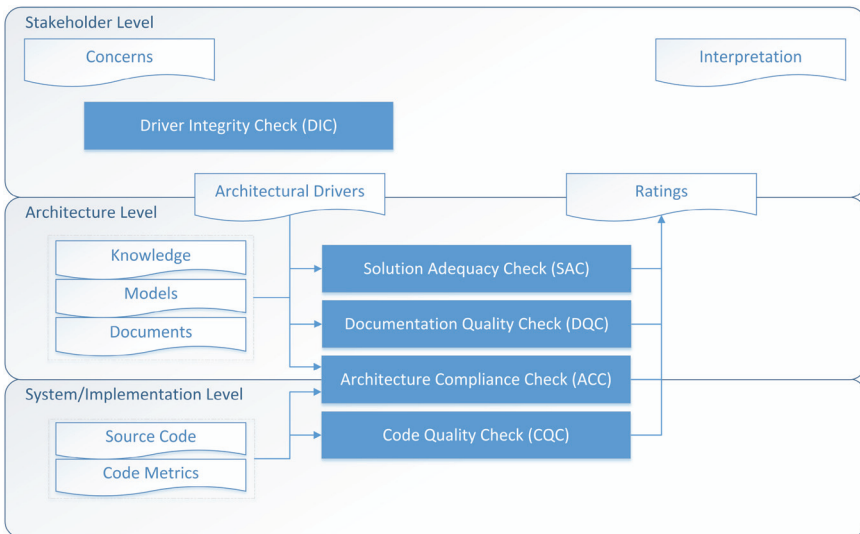 Stakeholder Level
Concerns
Interpretation
Driver Integrity Check (DIC)
Architectural Drivers
Ratings
Architecture Level
Knowledge
Models
Documents
Solution Adequacy Check (SAC)
Documentation Quality Check (DQC)
Architecture Compliance Check (ACC)
System/Implementation Level
Source Code
Code Metrics
Code Quality Check (CQC)